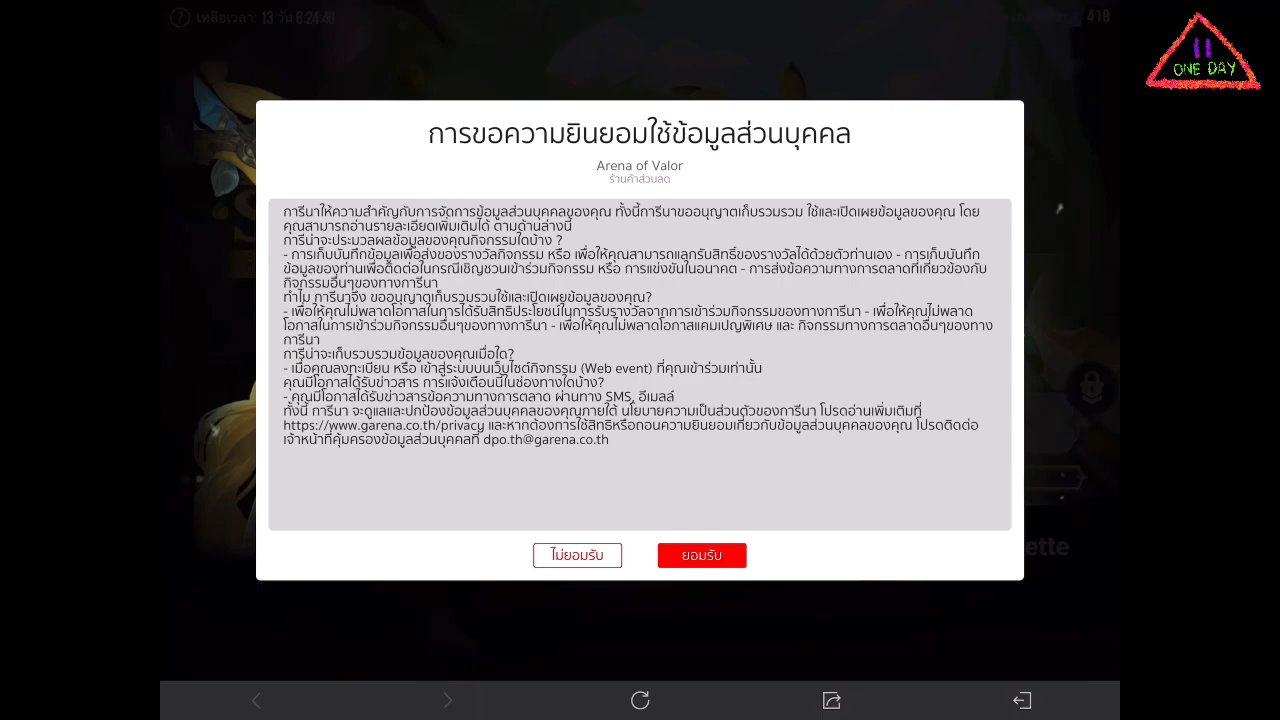 เหลือเวลา: 13 วัน 6:24:40
419
ONE DAY
การขอความยินยอมใช้ข้อมูลส่วนบุคคล
Arena of Valor
ร้านค้าส่วนลด
การีนาให้ความสำคัญกับการจัดการข้อมูลส่วนบุคคลของคุณ ทั้งนี้การีนาขออนุญาตเก็บรวมรวม ใช้และเปิดเผยข้อมูลของคุณ โดย
คุณสามารถอ่านรายละเอียดเพิ่มเติมได้ ตามด้านล่างนี้
การีน่าจะประมวลผลข้อมูลของคุณกิจกรรมใดบ้าง ?
- การเก็บบันทึกข้อมูลเพื่อส่งของรางวัลกิจกรรม หรือ เพื่อให้คุณสามารถแลกรับสิทธิ์ของรางวัลได้ด้วยตัวท่านเอง - การเก็บบันทึก
ข้อมูลของท่านเพื่อติดต่อในกรณีเชิญชวนเข้าร่วมกิจกรรม หรือ การแข่งขันในอนาคต - การส่งข้อความทางการตลาดที่เกี่ยวข้องกับ
กิจกรรมอื่นๆของทางการีนา
ทำไม การีนาจึง ขออนุญาตเก็บรวมรวมใช้และเปิดเผยข้อมูลของคุณ?
- เพื่อให้คุณไม่พลาดโอกาสในการได้รับสิทธิประโยชน์ในการรับรางวัลจากการเข้าร่วมกิจกรรมของทางการีนา - เพื่อให้คุณไม่พลาด
โอกาสในการเข้าร่วมกิจกรรมอื่นๆของทางการีนา - เพื่อให้คุณไม่พลาดโอกาสแคมเปญพิเศษ และ กิจกรรมทางการตลาดอื่นๆของทาง
การีนา
การีน่าจะเก็บรวบรวมข้อมูลของคุณเมื่อใด?
- เมื่อคุณลงทะเบียน หรือ เข้าสู่ระบบบนเว็บไซต์กิจกรรม (Web event) ที่คุณเข้าร่วมเท่านั้น
คุณมีโอกาสได้รับข่าวสาร การแจ้งเตือนนี้ในช่องทางใดบ้าง?
- คุณมีโอกาสได้รับข่าวสารข้อความทางการตลาด ผ่านทาง SMS, อีเมลล์
ทั้งนี้ การีนา จะดูแลและปกป้องข้อมูลส่วนบุคคลของคุณภายใต้ นโยบายความเป็นส่วนตัวของการีนา โปรดอ่านเพิ่มเติมที่
https://www.garena.co.th/privacy และหากต้องการใช้สิทธิหรือถอนความยินยอมเกี่ยวกับข้อมูลส่วนบุคคลของคุณ โปรดติดต่อ
เจ้าหน้าที่คุ้มครองข้อมูลส่วนบุคคลที่ dpo.th@garena.co.th
ette
ไม่ยอมรับ
ยอมรับ